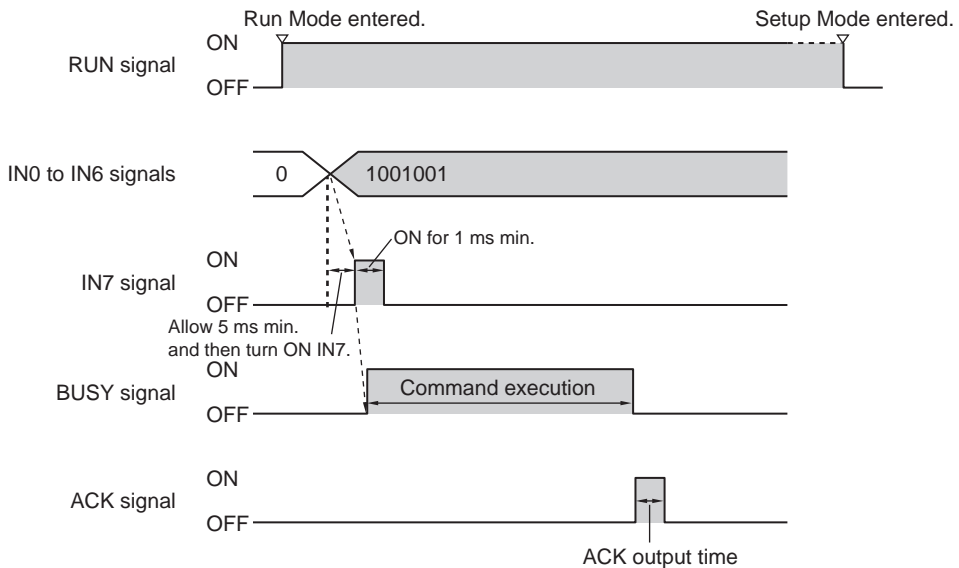 Run Mode entered.
Setup Mode entered.
ON
RUN signal
OFF
IN0 to IN6 signals
0
1001001
ON for 1 ms min.
ON
IN7 signal
OFF
Allow 5 ms min.
and then turn ON IN7.
ON
BUSY signal
Command execution
OFF
ON
ACK signal
OFF
ACK output time